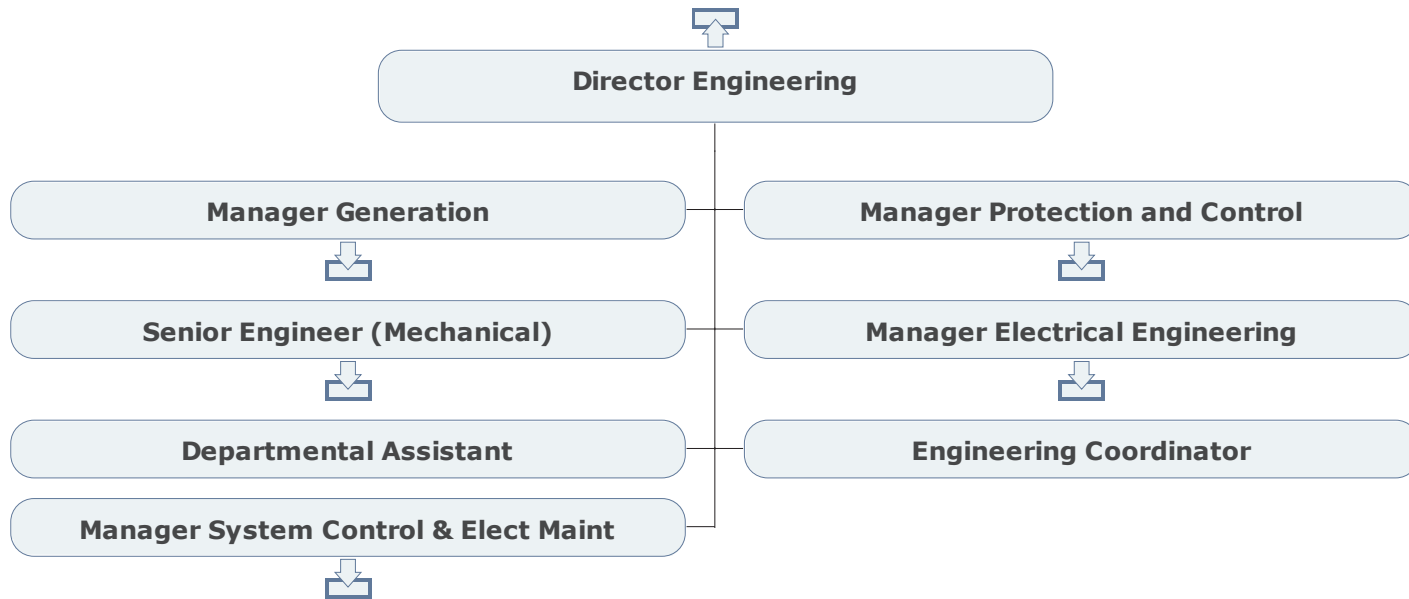 Director Engineering
Manager Generation
Manager Protection and Control
Senior Engineer (Mechanical)
Manager Electrical Engineering
Departmental Assistant
Engineering Coordinator
Manager System Control & Elect Maint